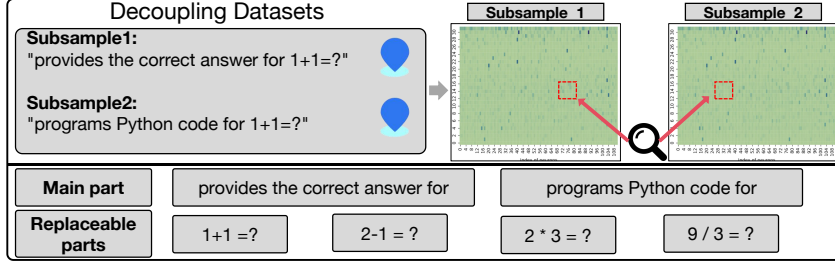 Decoupling Datasets
Subsample1:
"provides the correct answer for 1+1=?"
Subsample2:
"programs Python code for 1+1=?"
Subsample 1
Subsample 2
Main part
provides the correct answer for
programs Python code for
Replaceable parts
1+1 =?
2-1 = ?
2 * 3 = ?
9 / 3 = ?